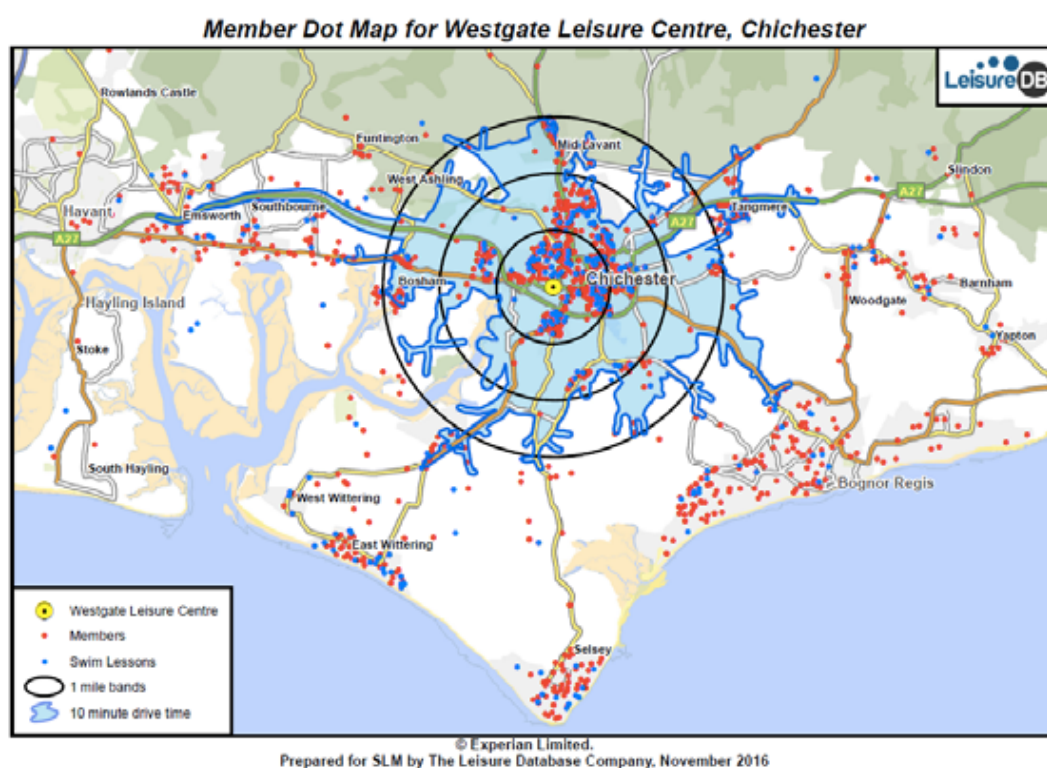 Member Dot Map for Westgate Leisure Centre, Chichester
LeisureDB
Rowlands Castle
Funtington
Mid Lavant
West Ashling
Slindon
A27
Havant
Emsworth
Southbourne
A27
Tangmere
A27
Bosham
Chichester
Barnham
Hayling Island
Woodgate
Stoke
Yapton
South Hayling
Bognor Regis
West Wittering
East Wittering
Selsey
Westgate Leisure Centre
Members
Swim Lessons
1 mile bands
10 minute drive time
© Experian Limited.
Prepared for SLM by The Leisure Database Company, November 2016